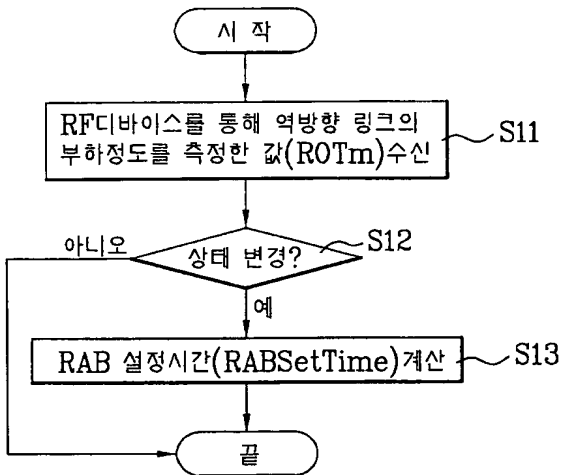 시 작
RF디바이스를 통해 역방향 링크의
부하정도를 측정한 값(ROTm)수신
S11
상태 변경?
S12
아니오
예
RAB 설정시간(RABSetTime)계산
S13
끝